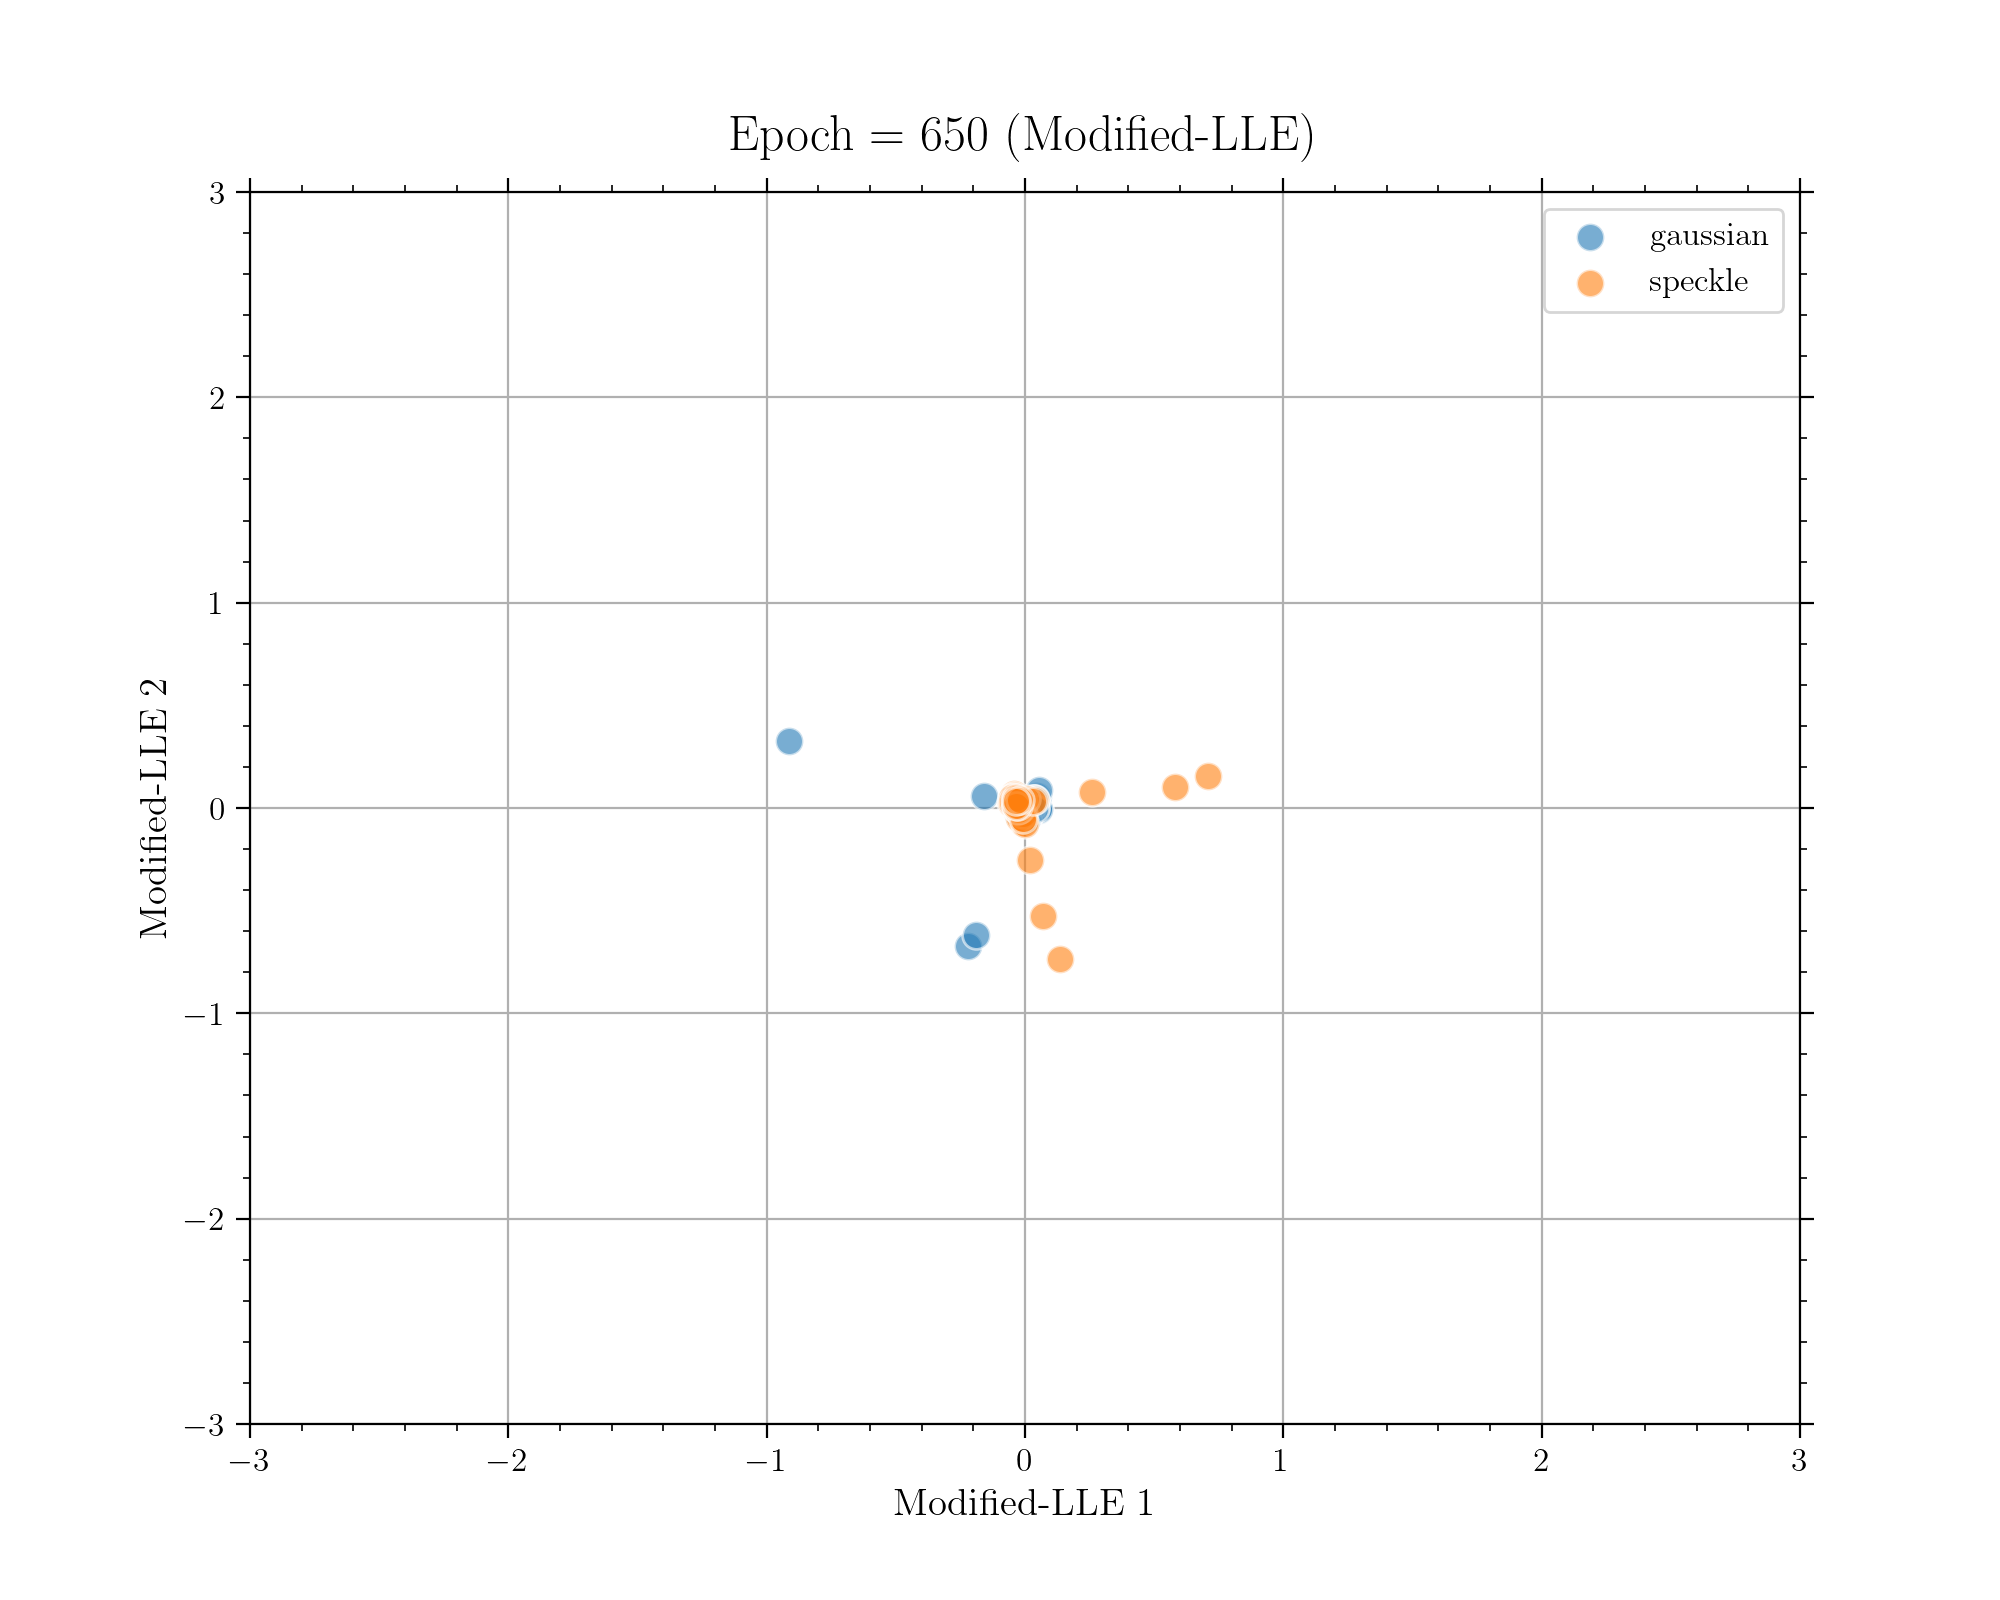 Epoch = 650 (Modified-LLE)
gaussian
speckle
3
2
1
0
−1
−2
−3
Modified-LLE 2
−3
−2
−1
0
1
2
3
Modified-LLE 1